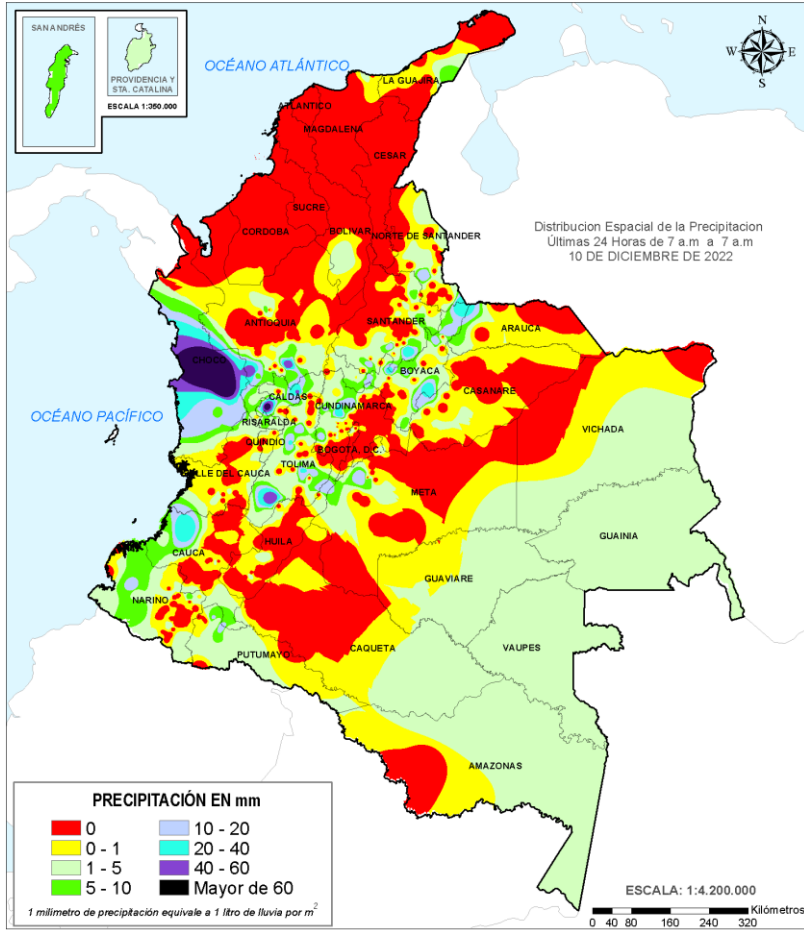 SAN ANDRÉS
PROVIDENCIA Y
STA. CATALINA
ESCALA 1:350.000
OCÉANO ATLÁNTICO
N
W
E
S
LA GUAJIRA
ATLANTICO
MAGDALENA
CESAR
SUCRE
CORDOBA
BOLIVAR
NORTE DE SANTANDER
Distribucion Espacial de la Precipitacion
Últimas 24 Horas de 7 a.m a 7 a.m
10 DE DICIEMBRE DE 2022
ANTIOQUIA
SANTANDER
ARAUCA
CHOCO
BOYACA
CASANARE
CALDAS
CUNDINAMARCA
OCÉANO PACÍFICO
RISARALDA
VICHADA
QUINDIO
BOGOTA, D.C.
TOLIMA
VALLE DEL CAUCA
META
GUAINIA
CAUCA
HUILA
GUAVIARE
NARIÑO
VAUPES
PUTUMAYO
CAQUETA
AMAZONAS
PRECIPITACIÓN EN mm
0
10 - 20
0 - 1
20 - 40
1 - 5
40 - 60
5 - 10
Mayor de 60
1 milimetro de precipitación equivale a 1 litro de lluvia por m2
ESCALA: 1:4.200.000
Kilómetros
0 40 80 160 240 320